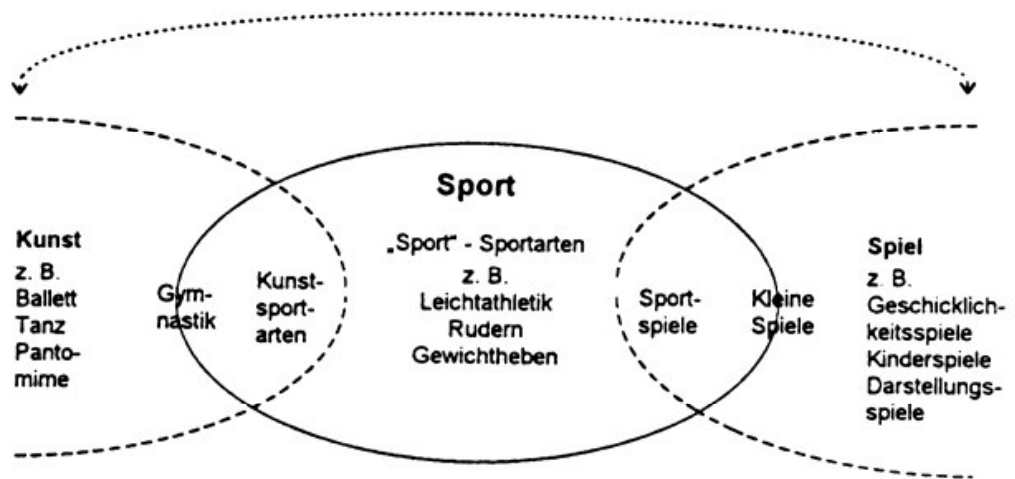 Sport
Kunst
z. B.
Ballett
Tanz
Panto-
mime
Gym-
nastik
Kunst-
sport-
arten
„Sport" - Sportarten
z. B.
Leichtathletik
Rudern
Gewichtheben
Sport-
spiele
Kleine
Spiele
Spiel
z. B.
Geschicklich-
keitsspiele
Kinderspiele
Darstellungs-
spiele